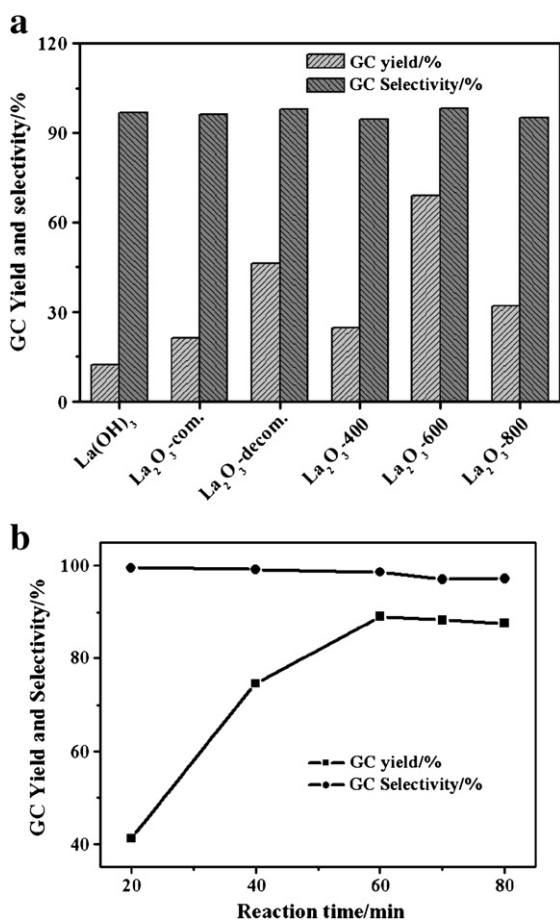 a
120
90
60
30
0
GC Yield and selectivity/%
GC yield/%
GC Selectivity/%
La(OH)₃
La₂O₃-com.
La₂O₃-decom.
La₂O₃-400
La₂O₃-600
La₂O₃-800
b
100
80
60
40
GC Yield and Selectivity/%
GC yield/%
GC Selectivity/%
20
40
60
80
Reaction time/min